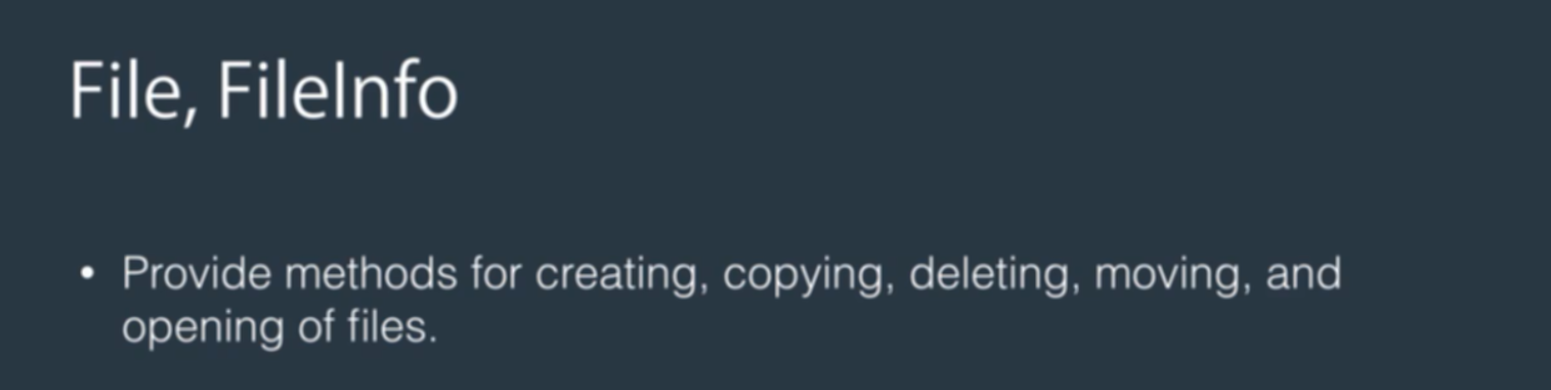 File, FileInfo
• Provide methods for creating, copying, deleting, moving, and
opening of files.